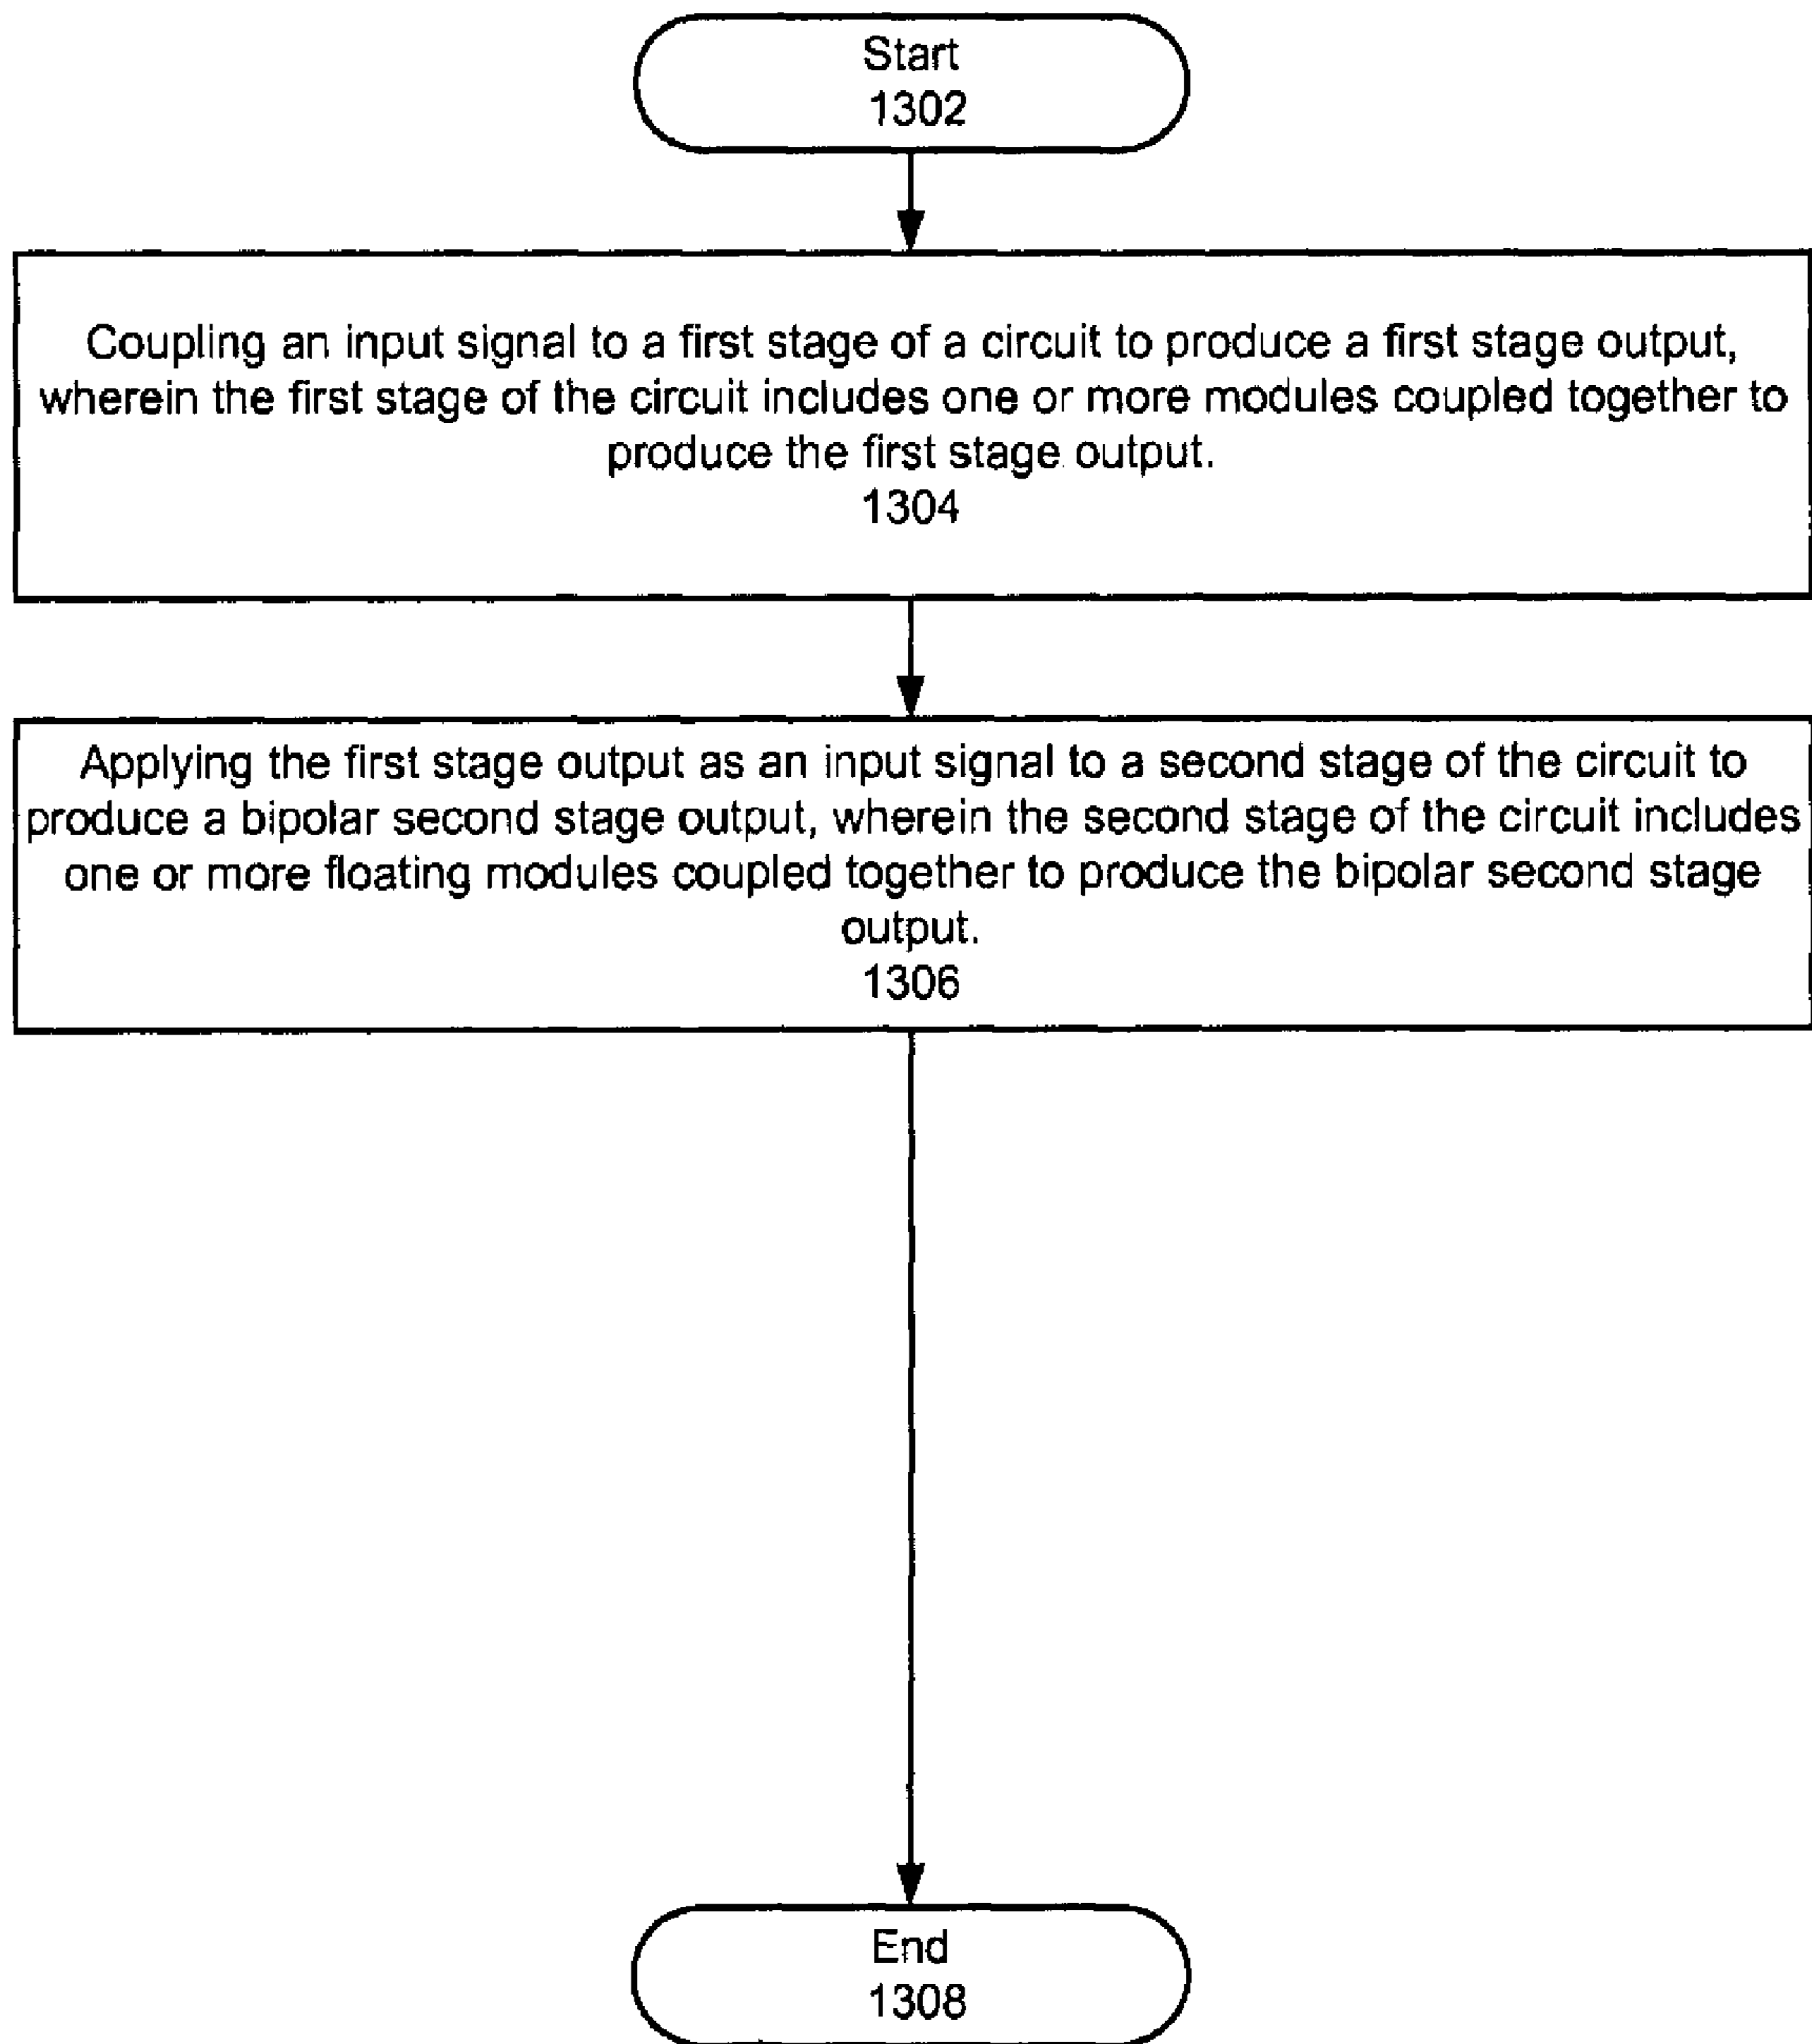 Start
1302
Coupling an input signal to a first stage of a circuit to produce a first stage output,
wherein the first stage of the circuit includes one or more modules coupled together to
produce the first stage output.
1304
Applying the first stage output as an input signal to a second stage of the circuit to
produce a bipolar second stage output, wherein the second stage of the circuit includes
one or more floating modules coupled together to produce the bipolar second stage
output.
1306
End
1308